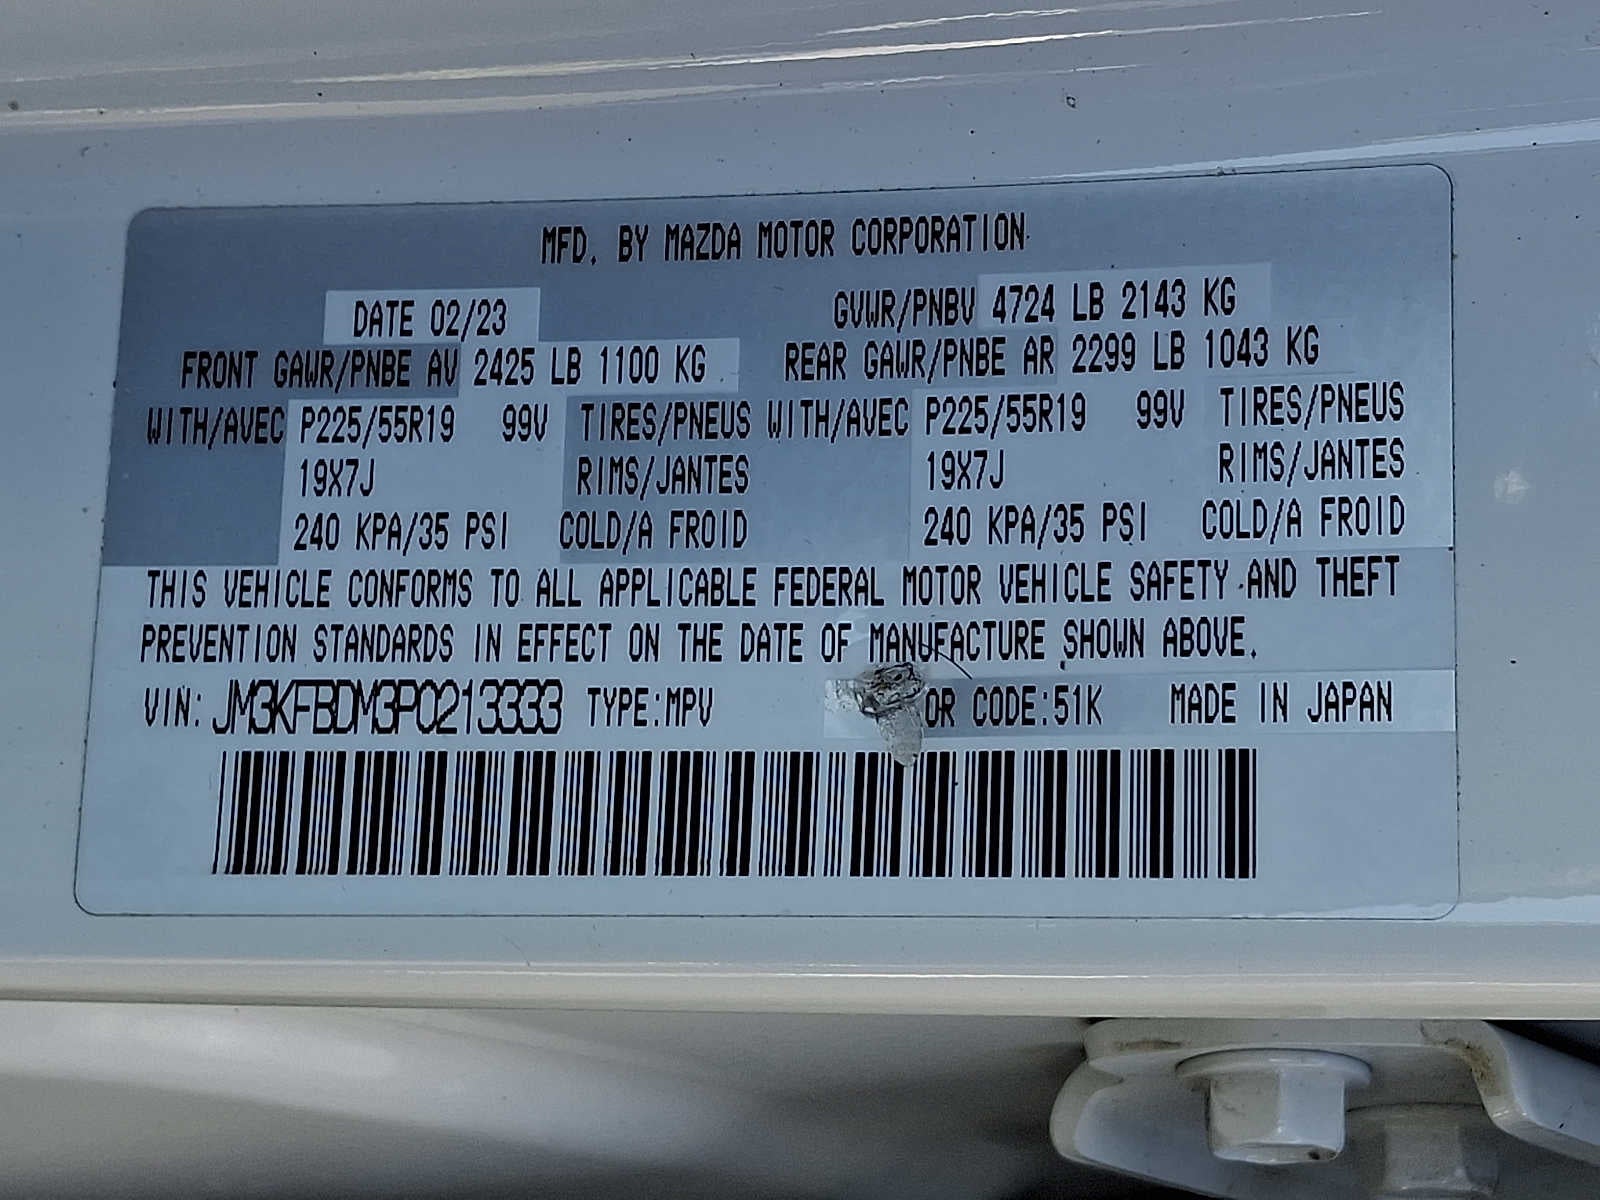 MFD. BY MAZDA MOTOR CORPORATION
DATE 02/23 GVWR/PNBV 4724 LB 2143 KG
FRONT GAWR/PNBE AV 2425 LB 1100 KG REAR GAWR/PNBE AR 2299 LB 1043 KG
WITH/AVEC P225/55R19 99V TIRES/PNEUS WITH/AVEC P225/55R19 99V TIRES/PNEUS
19X7J RIMS/JANTES 19X7J RIMS/JANTES
240 KPA/35 PSI COLD/A FROID 240 KPA/35 PSI COLD/A FROID
THIS VEHICLE CONFORMS TO ALL APPLICABLE FEDERAL MOTOR VEHICLE SAFETY AND THEFT
PREVENTION STANDARDS IN EFFECT ON THE DATE OF MANUFACTURE SHOWN ABOVE.
VIN: JM3KFBDM3P0213333 TYPE:MPV OR CODE:51K MADE IN JAPAN